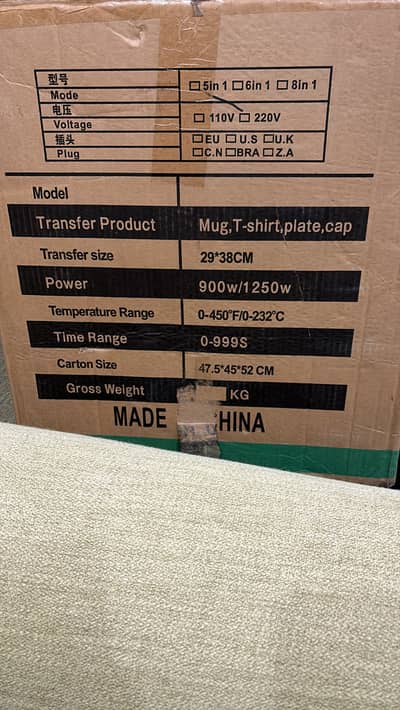 型号
Mode
5in 1 6in 1 8in 1
电压
Voltage
110V 220V
插头
Plug
EU U.S U.K
C.N BRA Z.A
Model
Transfer Product Mug,T-shirt,plate,cap
Transfer size 29*38CM
Power 900w/1250w
Temperature Range 0-450°F/0-232°C
Time Range 0-999S
Carton Size 47.5*45*52 CM
Gross Weight KG
MADE HINA